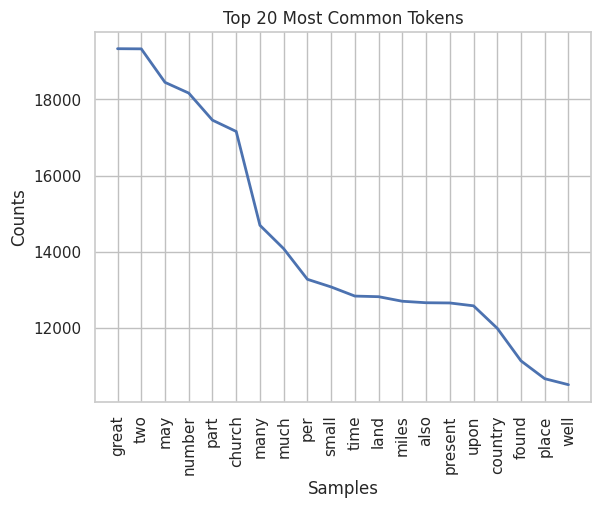 Top 20 Most Common Tokens
Counts
18000
16000
14000
12000
great
two
may
number
part
church
many
much
per
small
time
land
miles
also
present
upon
country
found
place
well
Samples